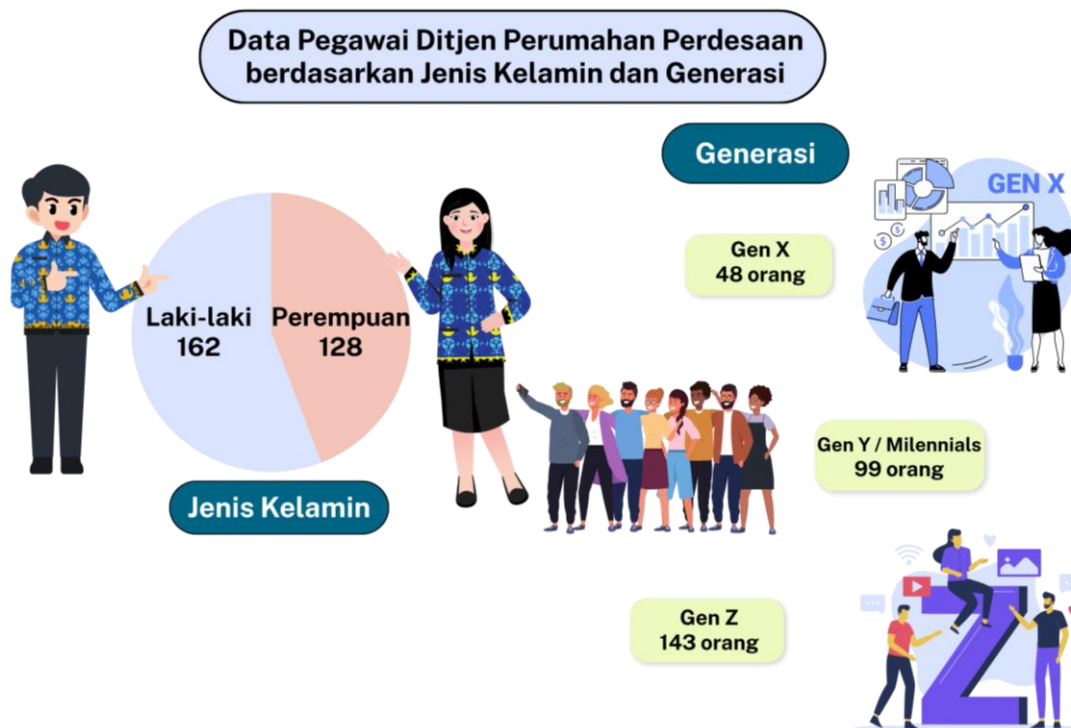 Data Pegawai Ditjen Perumahan Perdesaan
berdasarkan Jenis Kelamin dan Generasi
Laki-laki
162
Perempuan
128
Jenis Kelamin
Generasi
GEN X
Gen X
48 orang
Gen Y / Milennials
99 orang
Gen Z
143 orang
Z